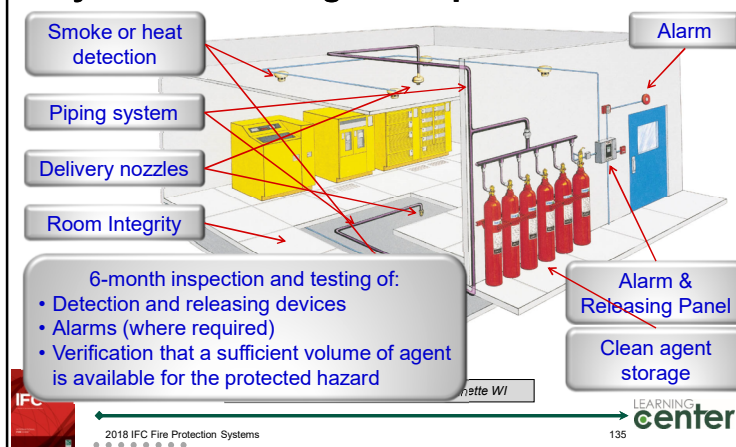 Smoke or heat
detection
Alarm
Piping system
Delivery nozzles
Room Integrity
6-month inspection and testing of:
• Detection and releasing devices
• Alarms (where required)
• Verification that a sufficient volume of agent
is available for the protected hazard
Alarm &
Releasing Panel
Clean agent
storage
WI
IFC
2018 IFC Fire Protection Systems
135
LEARNING
center